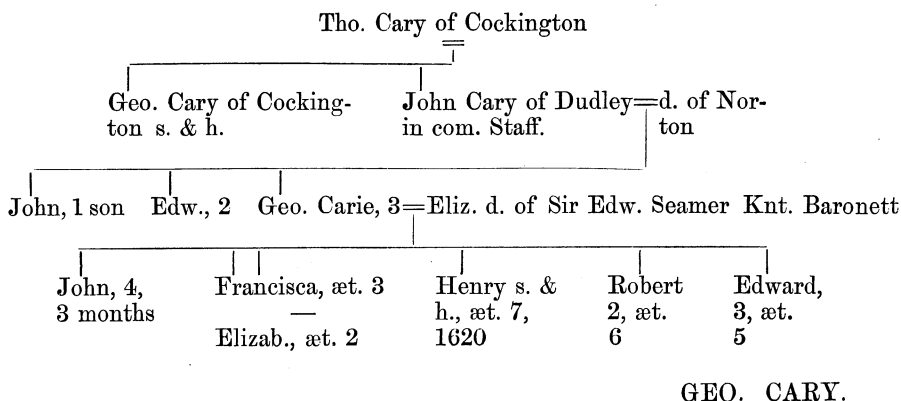 Tho. Cary of Cockington
Geo. Cary of Cocking-
ton s. & h.
John Cary of Dudley=d. of Nor-
in com. Staff.
ton
John, 1 son
Edw., 2
Geo. Carie, 3=Eliz. d. of Sir Edw. Seamer Knt. Baronett
John, 4,
3 months
Francisca, æt. 3
—
Elizab., æt. 2
Henry s. &
h., æt. 7,
1620
Robert
2, æt.
6
Edward,
3, æt.
5
GEO. CARY.